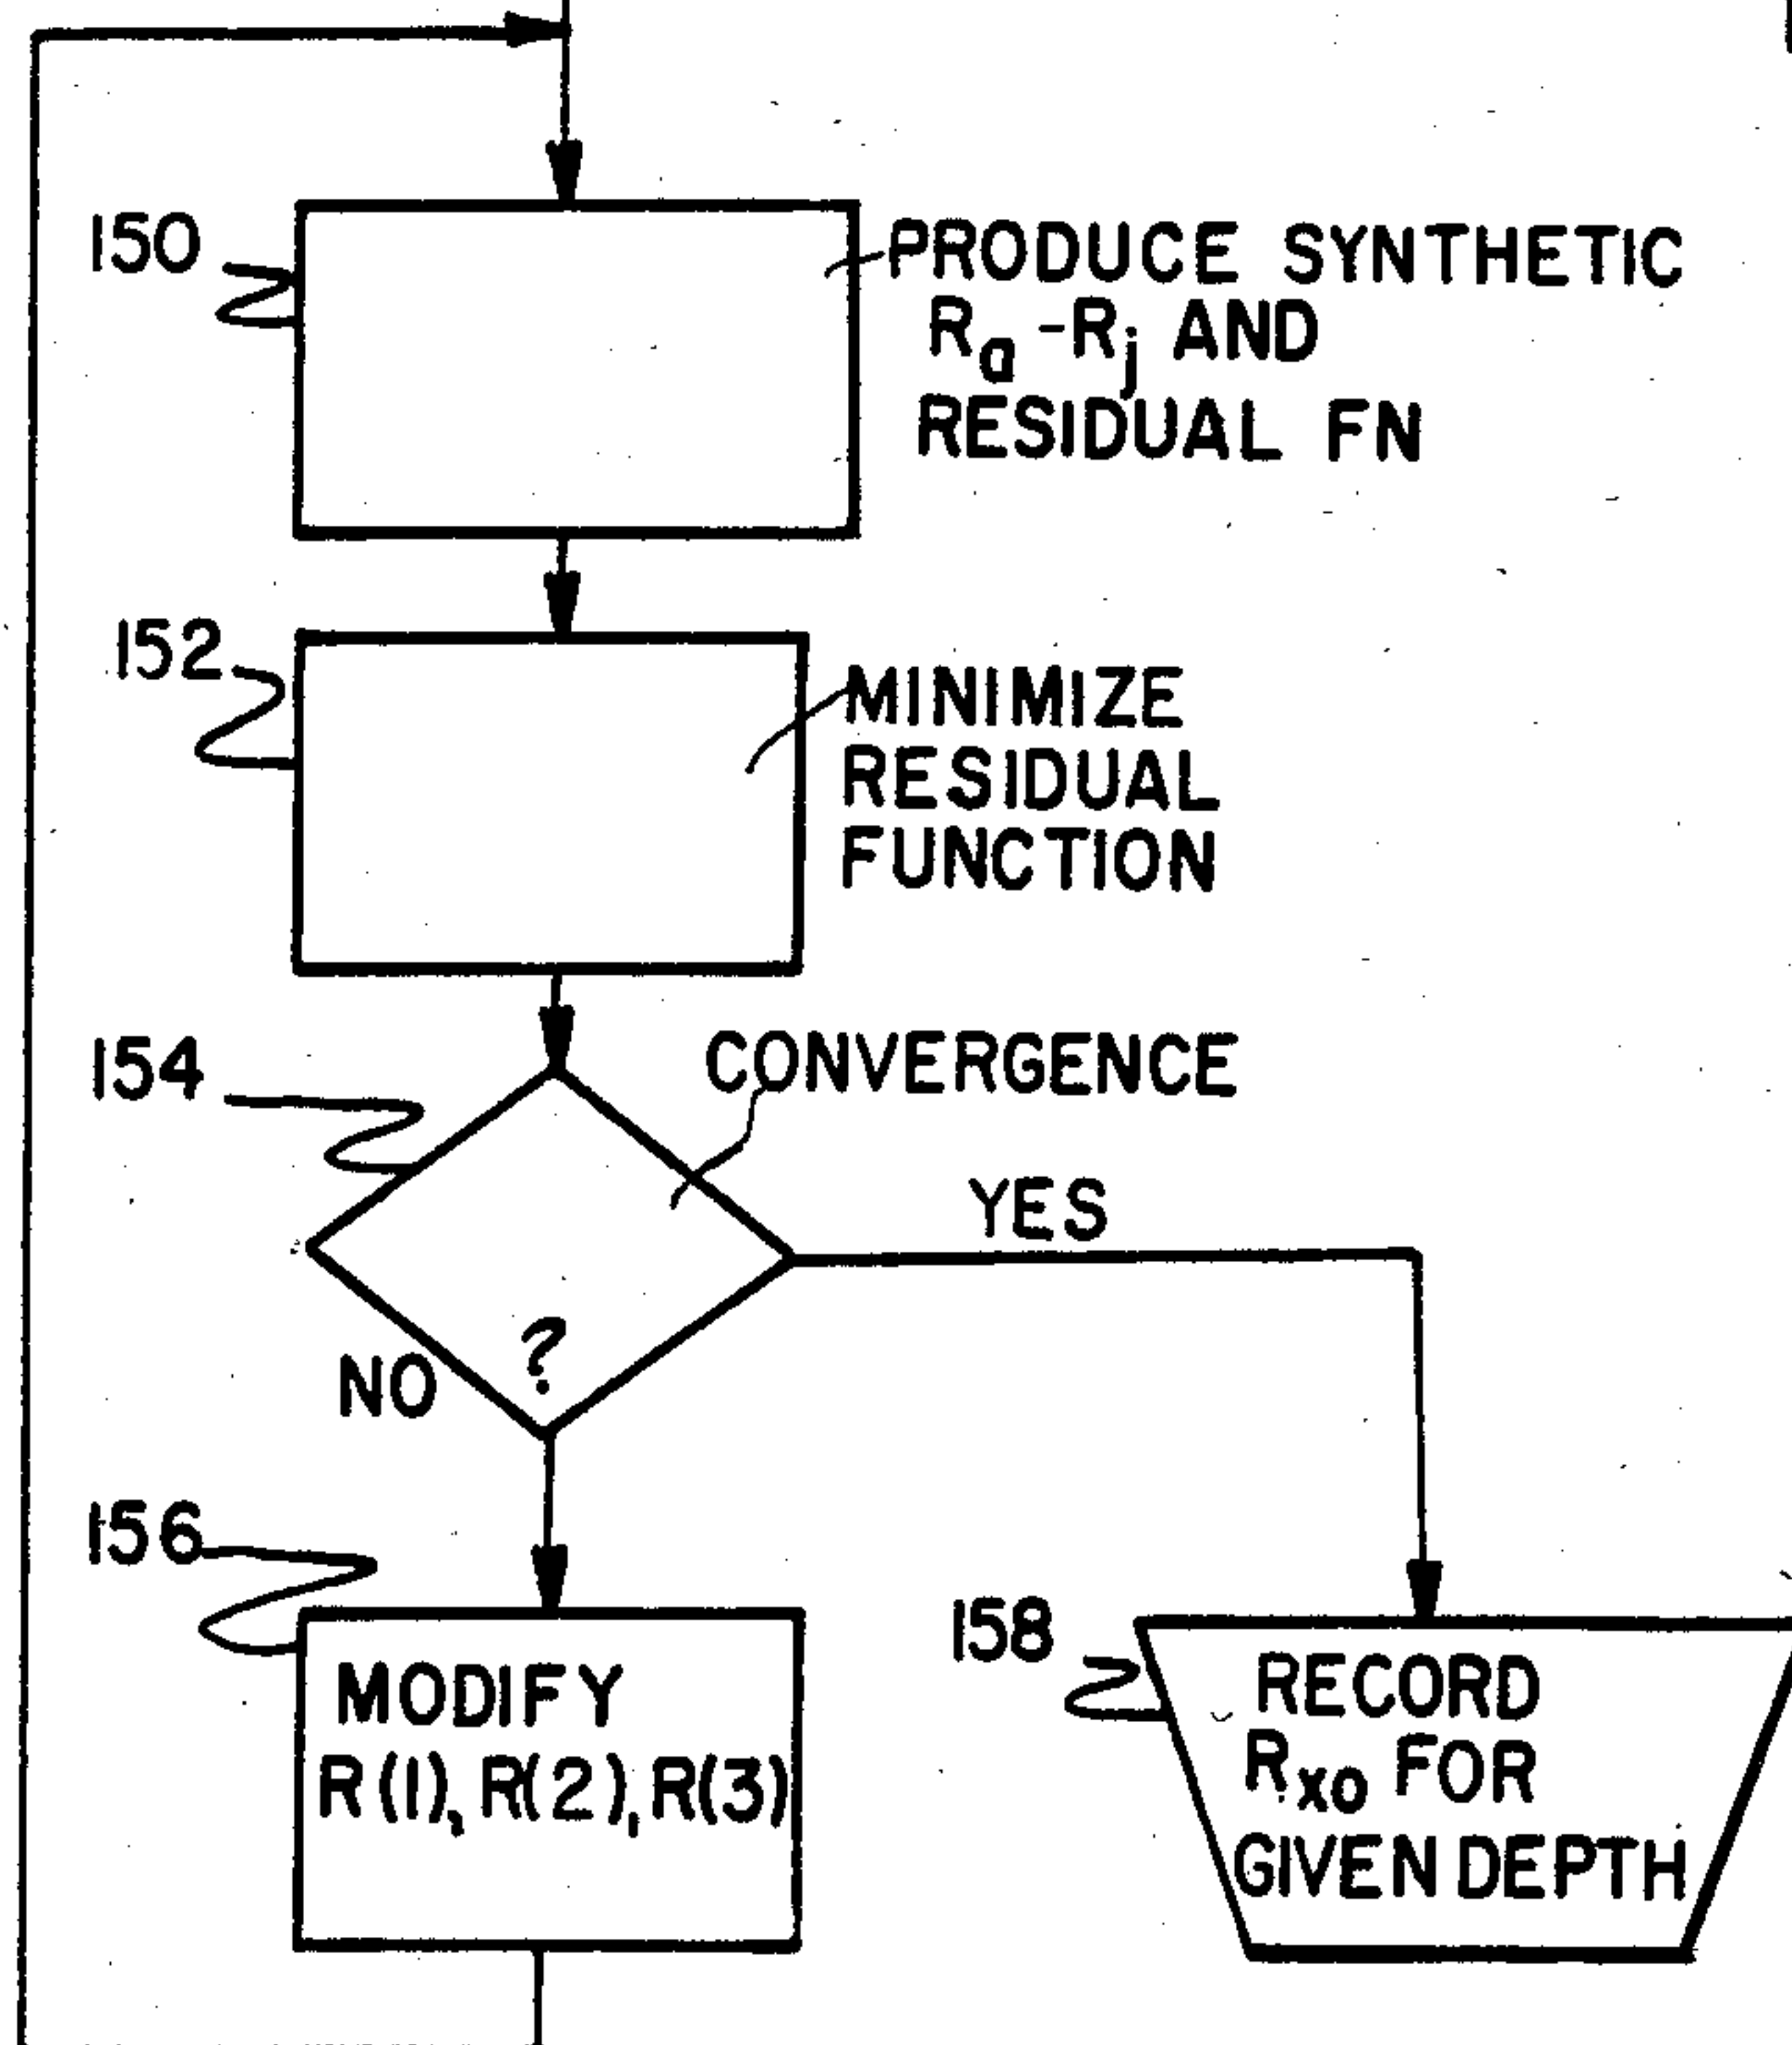 150
PRODUCE SYNTHETIC
Ra -Rj AND
RESIDUAL FN
152
MINIMIZE
RESIDUAL
FUNCTION
154
CONVERGENCE
YES
?
NO
156
MODIFY
R(1), R(2), R(3)
158
RECORD
Rxo FOR
GIVEN DEPTH